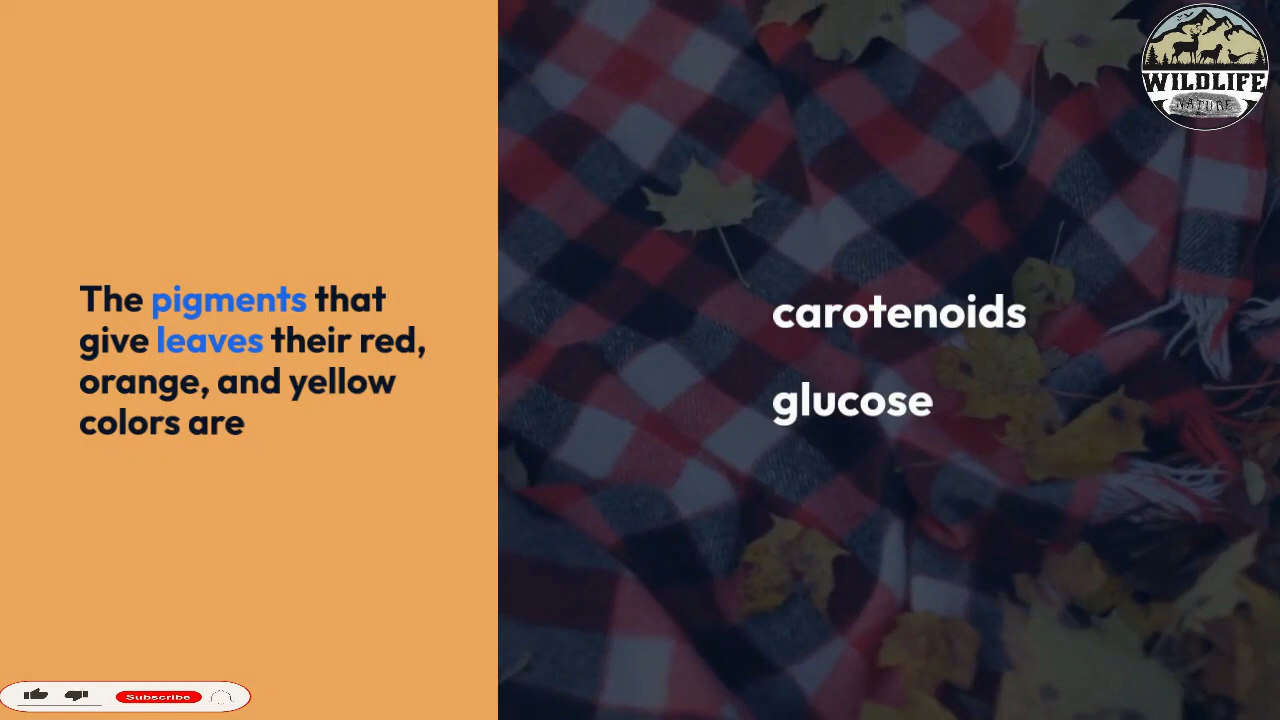 The pigments that
give leaves their red,
orange, and yellow
colors are
carotenoids
glucose
WILDLIFE
NATURE
Subscribe